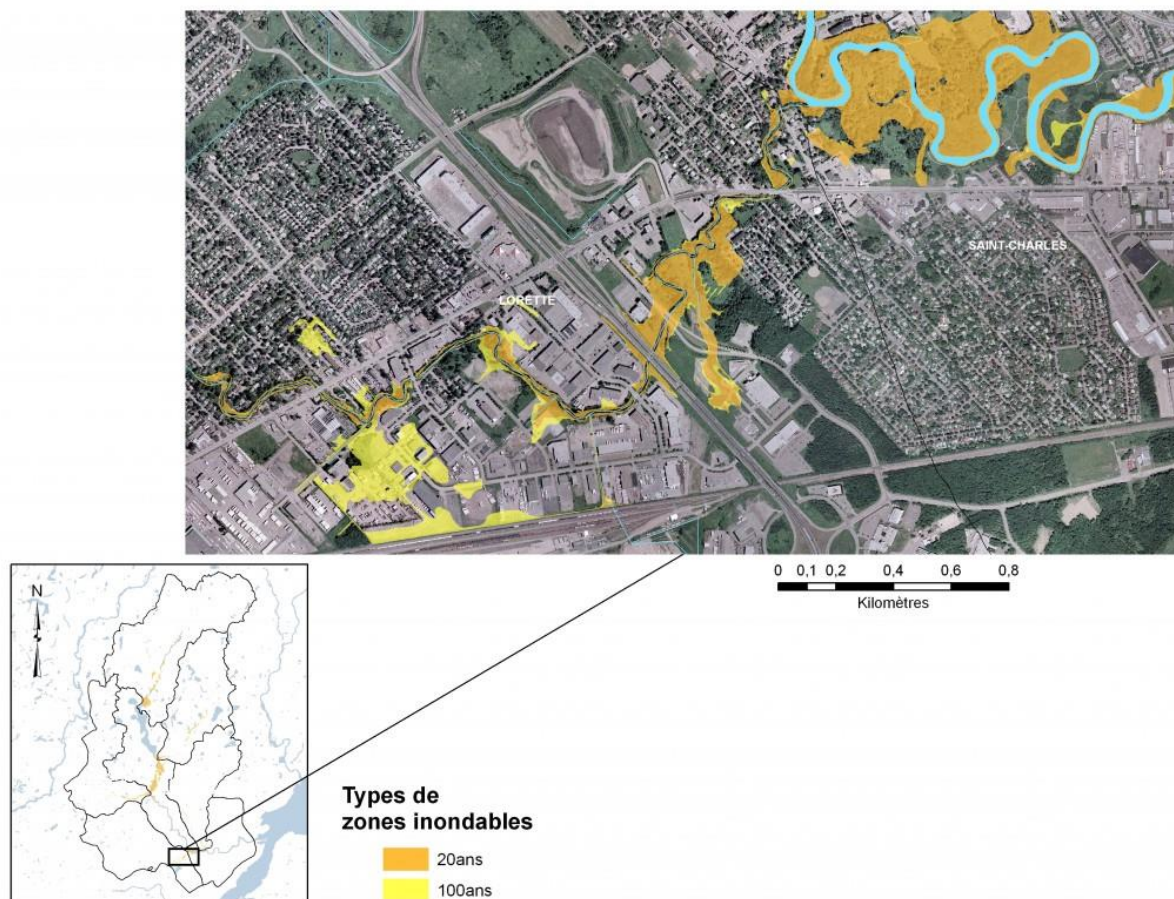 SAINT-CHARLES
LORETTE
0 0,1 0,2 0,4 0,6 0,8
Kilomètres
N
Types de
zones inondables
20ans
100ans